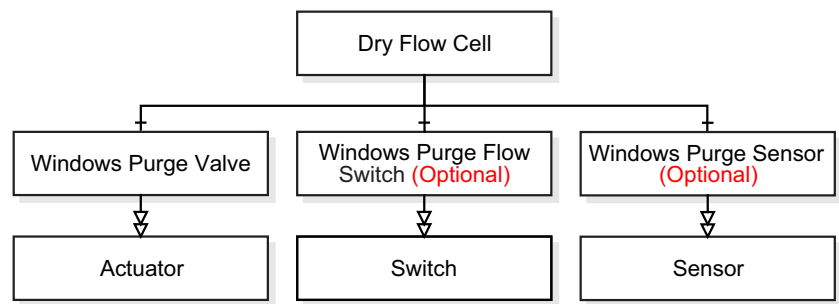 Dry Flow Cell
Windows Purge Valve
Windows Purge Flow
Switch (Optional)
Windows Purge Sensor
(Optional)
Actuator
Switch
Sensor